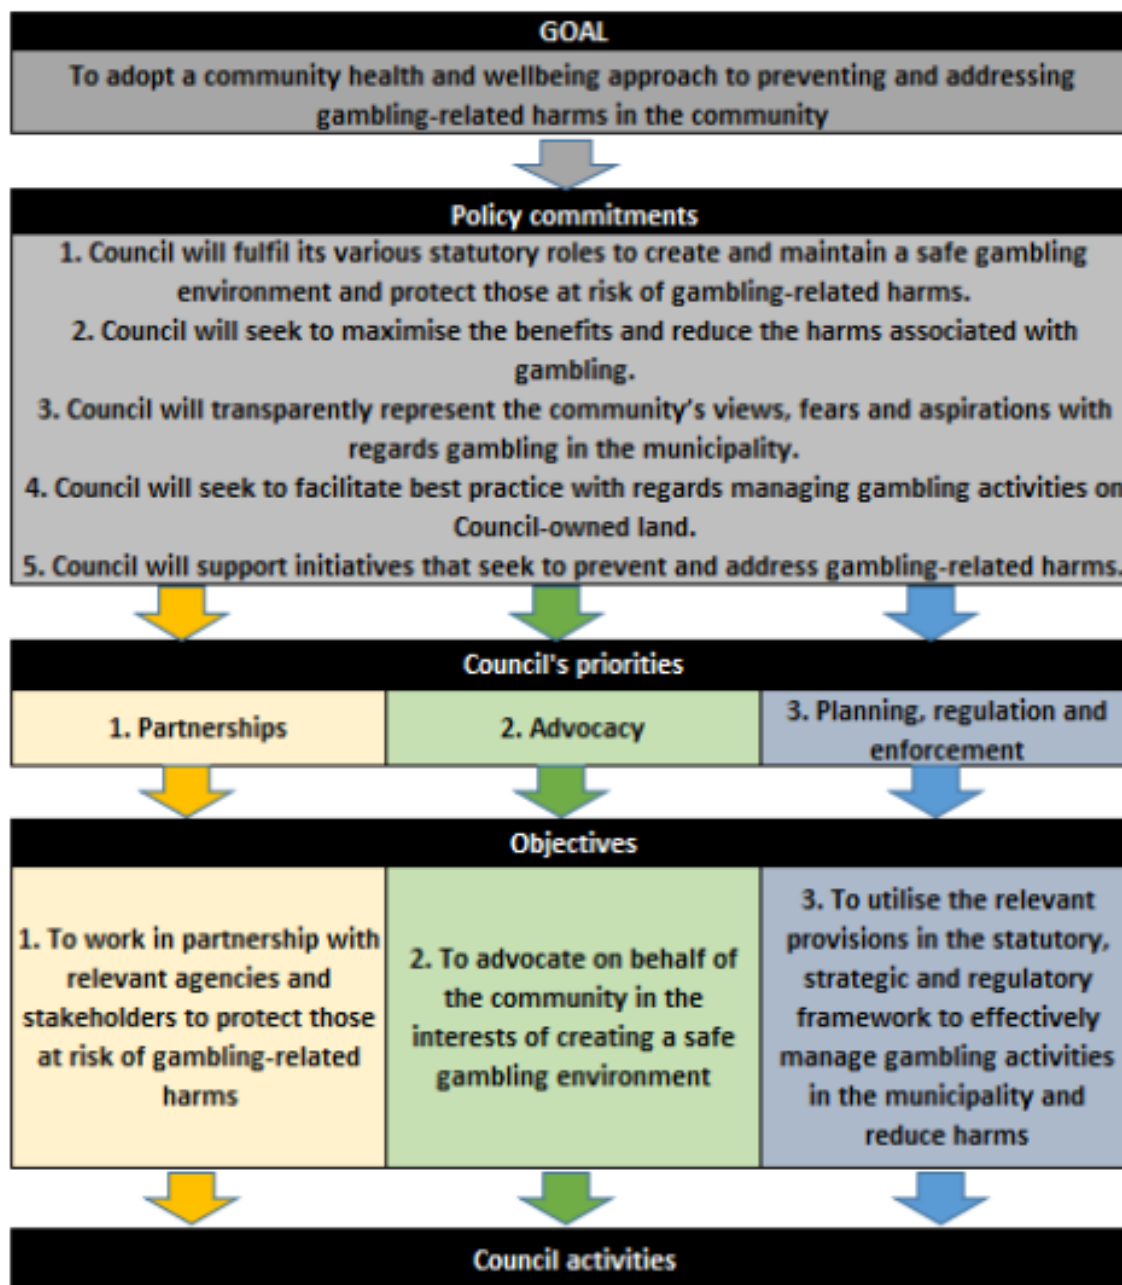 GOAL
To adopt a community health and wellbeing approach to preventing and addressing
gambling-related harms in the community
Policy commitments
1. Council will fulfil its various statutory roles to create and maintain a safe gambling
environment and protect those at risk of gambling-related harms.
2. Council will seek to maximise the benefits and reduce the harms associated with
gambling.
3. Council will transparently represent the community's views, fears and aspirations with
regards gambling in the municipality.
4. Council will seek to facilitate best practice with regards managing gambling activities on
Council-owned land.
5. Council will support initiatives that seek to prevent and address gambling-related harms.
Council's priorities
1. Partnerships
2. Advocacy
3. Planning, regulation and
enforcement
Objectives
1. To work in partnership with
relevant agencies and
stakeholders to protect those
at risk of gambling-related
harms
2. To advocate on behalf of
the community in the
interests of creating a safe
gambling environment
3. To utilise the relevant
provisions in the statutory,
strategic and regulatory
framework to effectively
manage gambling activities
in the municipality and
reduce harms
Council activities